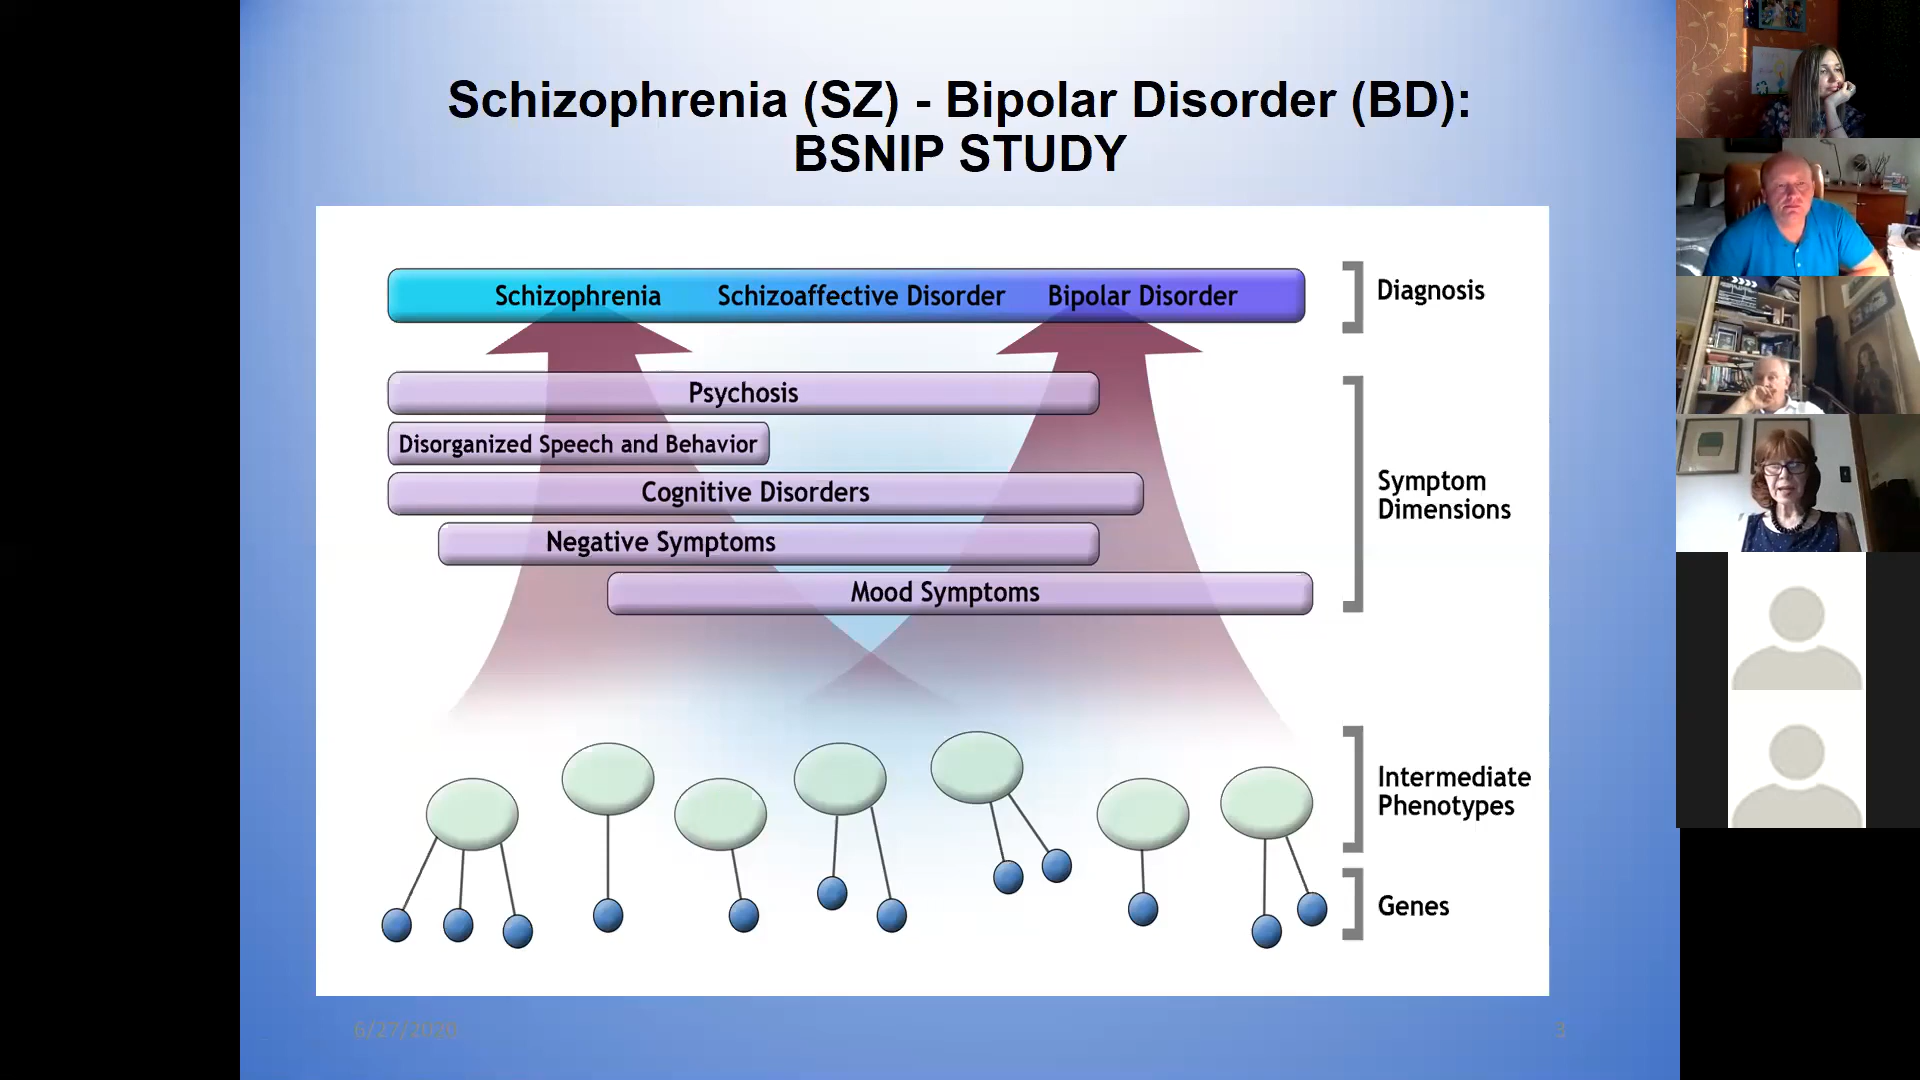 Schizophrenia (SZ) - Bipolar Disorder (BD):
BSNIP STUDY
Schizophrenia Schizoaffective Disorder Bipolar Disorder
Diagnosis
Psychosis
Disorganized Speech and Behavior
Cognitive Disorders
Negative Symptoms
Mood Symptoms
Symptom
Dimensions
Intermediate
Phenotypes
Genes
6/27/2020
3